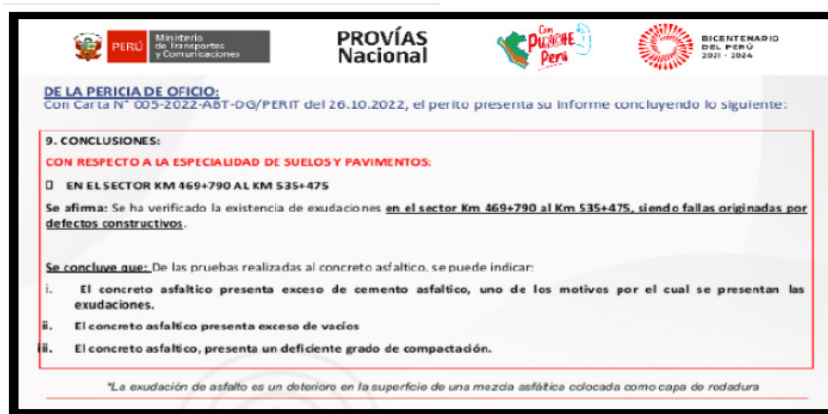 PERÚ
Ministerio
de Transportes
y Comunicaciones
PROVÍAS
Nacional
Con
PUNCHE
Perú
BICENTENARIO
DEL PERÚ
2021 - 2024
DE LA PERICIA DE OFICIO:
Con Carta N° 005-2022-ABT-DG/PERIT del 26.10.2022, el perito presenta su informe concluyendo lo siguiente:
9. CONCLUSIONES:
CON RESPECTO A LA ESPECIALIDAD DE SUELOS Y PAVIMENTOS:
EN EL SECTOR KM 469+790 AL KM 535+475
Se afirma: Se ha verificado la existencia de exudaciones en el sector Km 469+790 al Km 535+475, siendo fallas originadas por
defectos constructivos.
Se concluye que: De las pruebas realizadas al concreto asfaltico, se puede indicar:
i. El concreto asfaltico presenta exceso de cemento asfaltico, uno de los motivos por el cual se presentan las
exudaciones.
ii. El concreto asfaltico presenta exceso de vacíos
iii. El concreto asfaltico, presenta un deficiente grado de compactación.
*La exudación de asfalto es un deterioro en la superficie de una mezcla asfáltica colocada como capa de rodadura